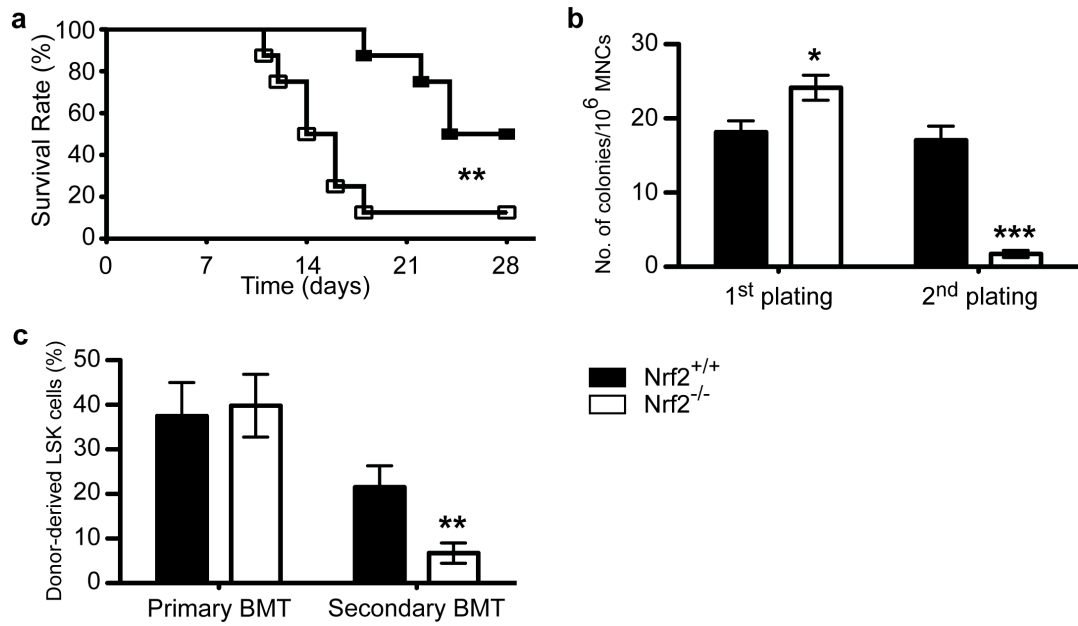 a
Survival Rate (%)
100
80
60
40
20
0
**
0 7 14 21 28
Time (days)
b
No. of colonies/10^6 MNCs
30
20
10
0
*
***
1st plating 2nd plating
c
Donor-derived LSK cells (%)
50
40
30
20
10
0
**
Primary BMT Secondary BMT
Nrf2+/+
Nrf2-/-